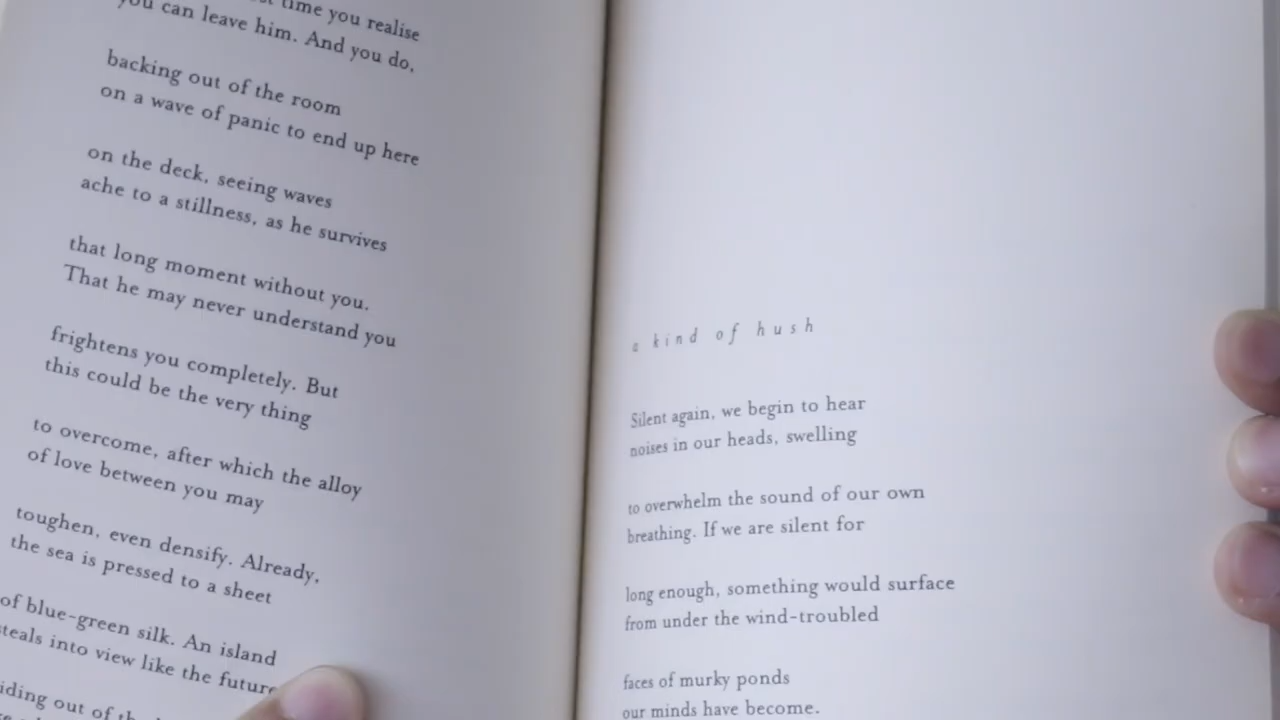 time you realise
you can leave him. And you do,
backing out of the room
on a wave of panic to end up here
on the deck, seeing waves
ache to a stillness, as he survives
that long moment without you.
That he may never understand you
frightens you completely. But
this could be the very thing
to overcome, after which the alloy
of love between you may
toughen, even densify. Already,
the sea is pressed to a sheet
of blue-green silk. An island
steals into view like the future
out of
a kind of hush
Silent again, we begin to hear
noises in our heads, swelling
to overwhelm the sound of our own
breathing. If we are silent for
long enough, something would surface
from under the wind-troubled
faces of murky ponds
our minds have become.